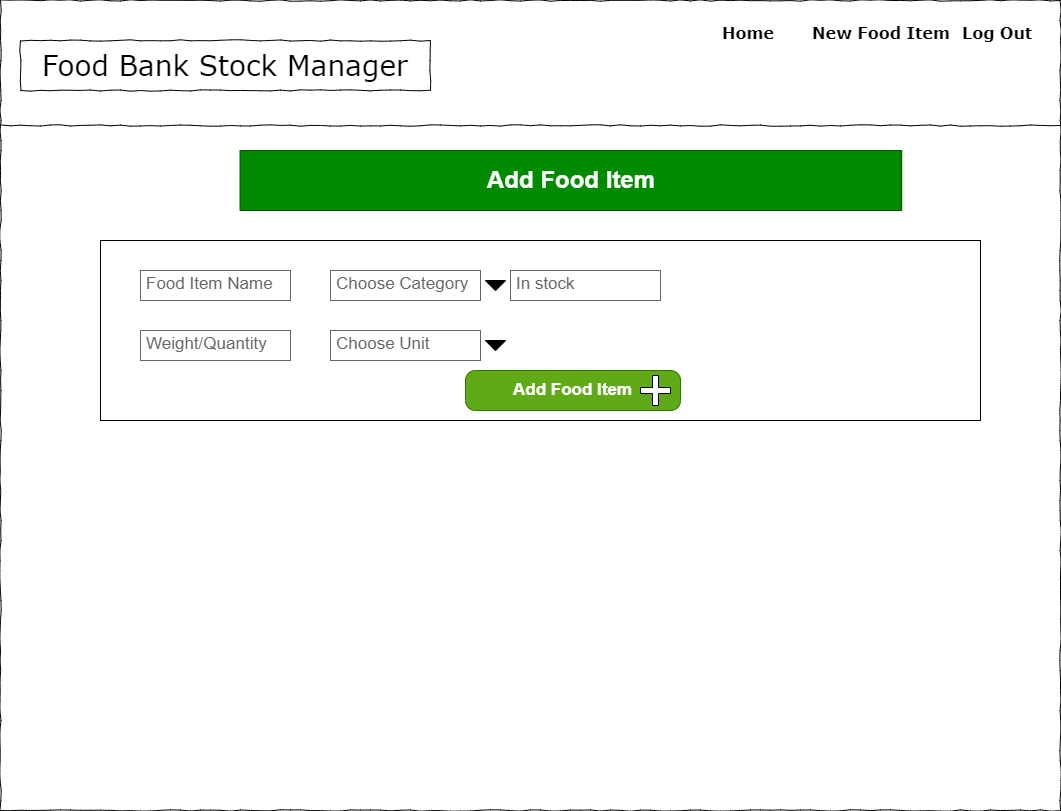 Home New Food Item Log Out
Food Bank Stock Manager
Add Food Item
Food Item Name Choose Category In stock
Weight/Quantity Choose Unit
Add Food Item